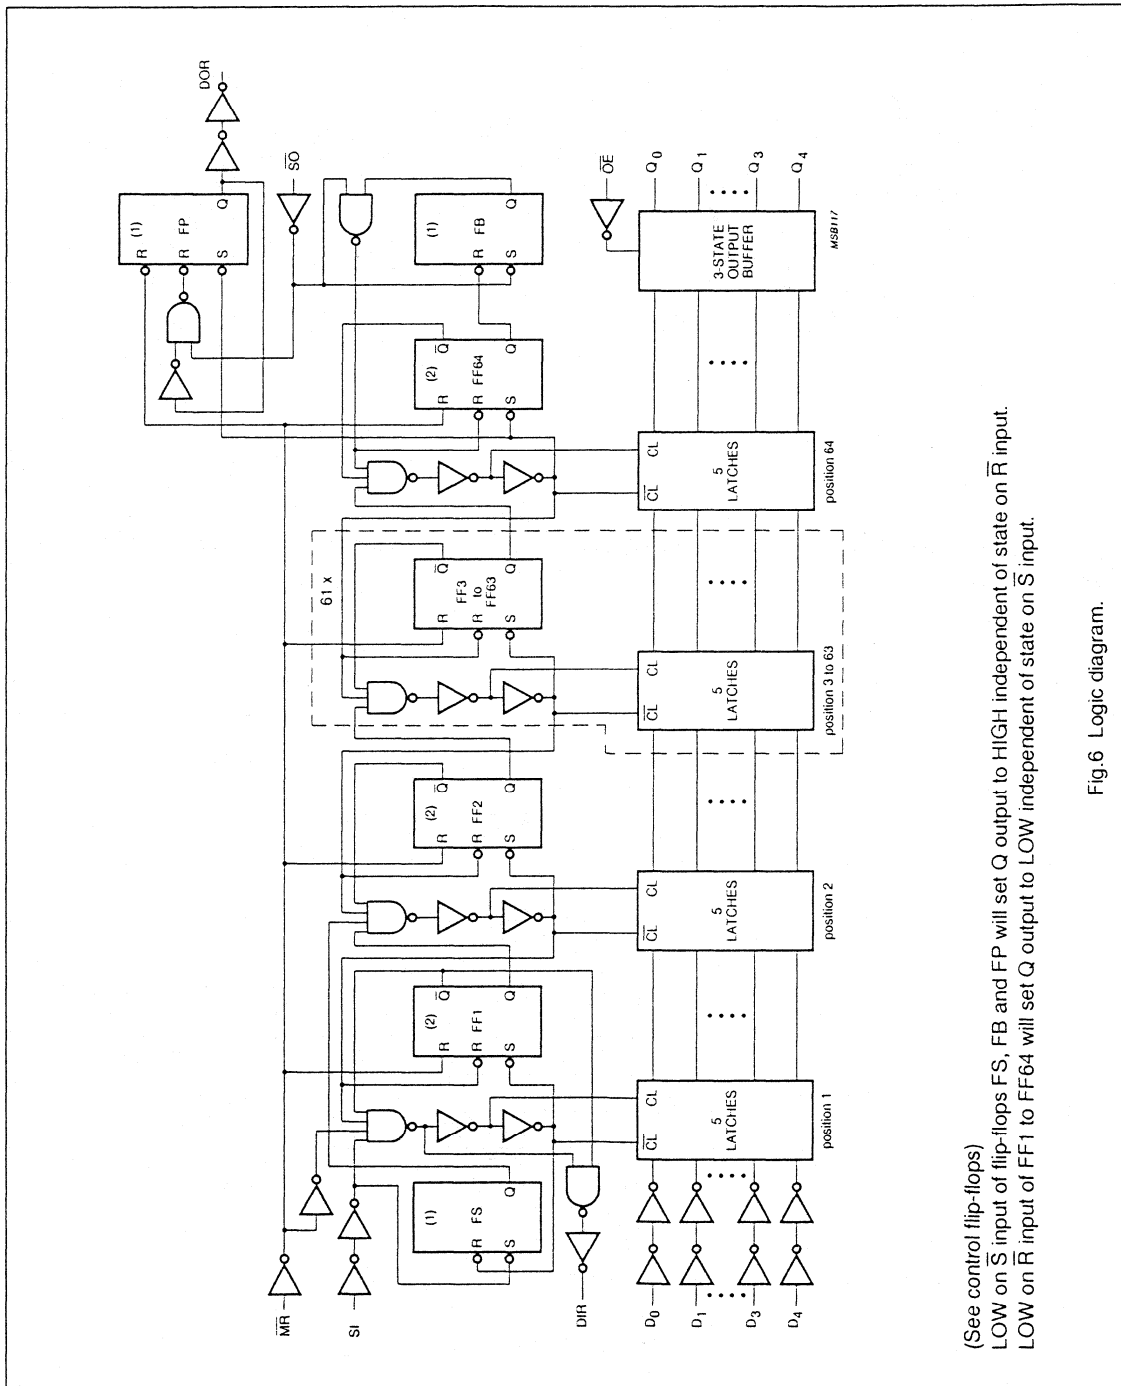 DOR
SO
(1)
R FP Q
R
S
(2)
R Q
R FF64
S Q
(1)
R FB
S Q
61 x
R Q
FF3
to
FF63
R
S Q
(2)
R Q
R FF2
S Q
(2)
R Q
R FF1
S Q
(1)
R FS
S Q
MR
SI
DIR
OE
CL CL
5
LATCHES
position 1
CL CL
5
LATCHES
position 2
CL CL
5
LATCHES
position 3 to 63
CL CL
5
LATCHES
position 64
3-STATE
OUTPUT
BUFFER
D0
D1
D3
D4
Q0
Q1
Q3
Q4
MSB117
(See control flip-flops)
LOW on S̅ input of flip-flops FS, FB and FP will set Q output to HIGH independent of state on R̅ input.
LOW on R̅ input of FF1 to FF64 will set Q output to LOW independent of state on S̅ input.
Fig.6 Logic diagram.